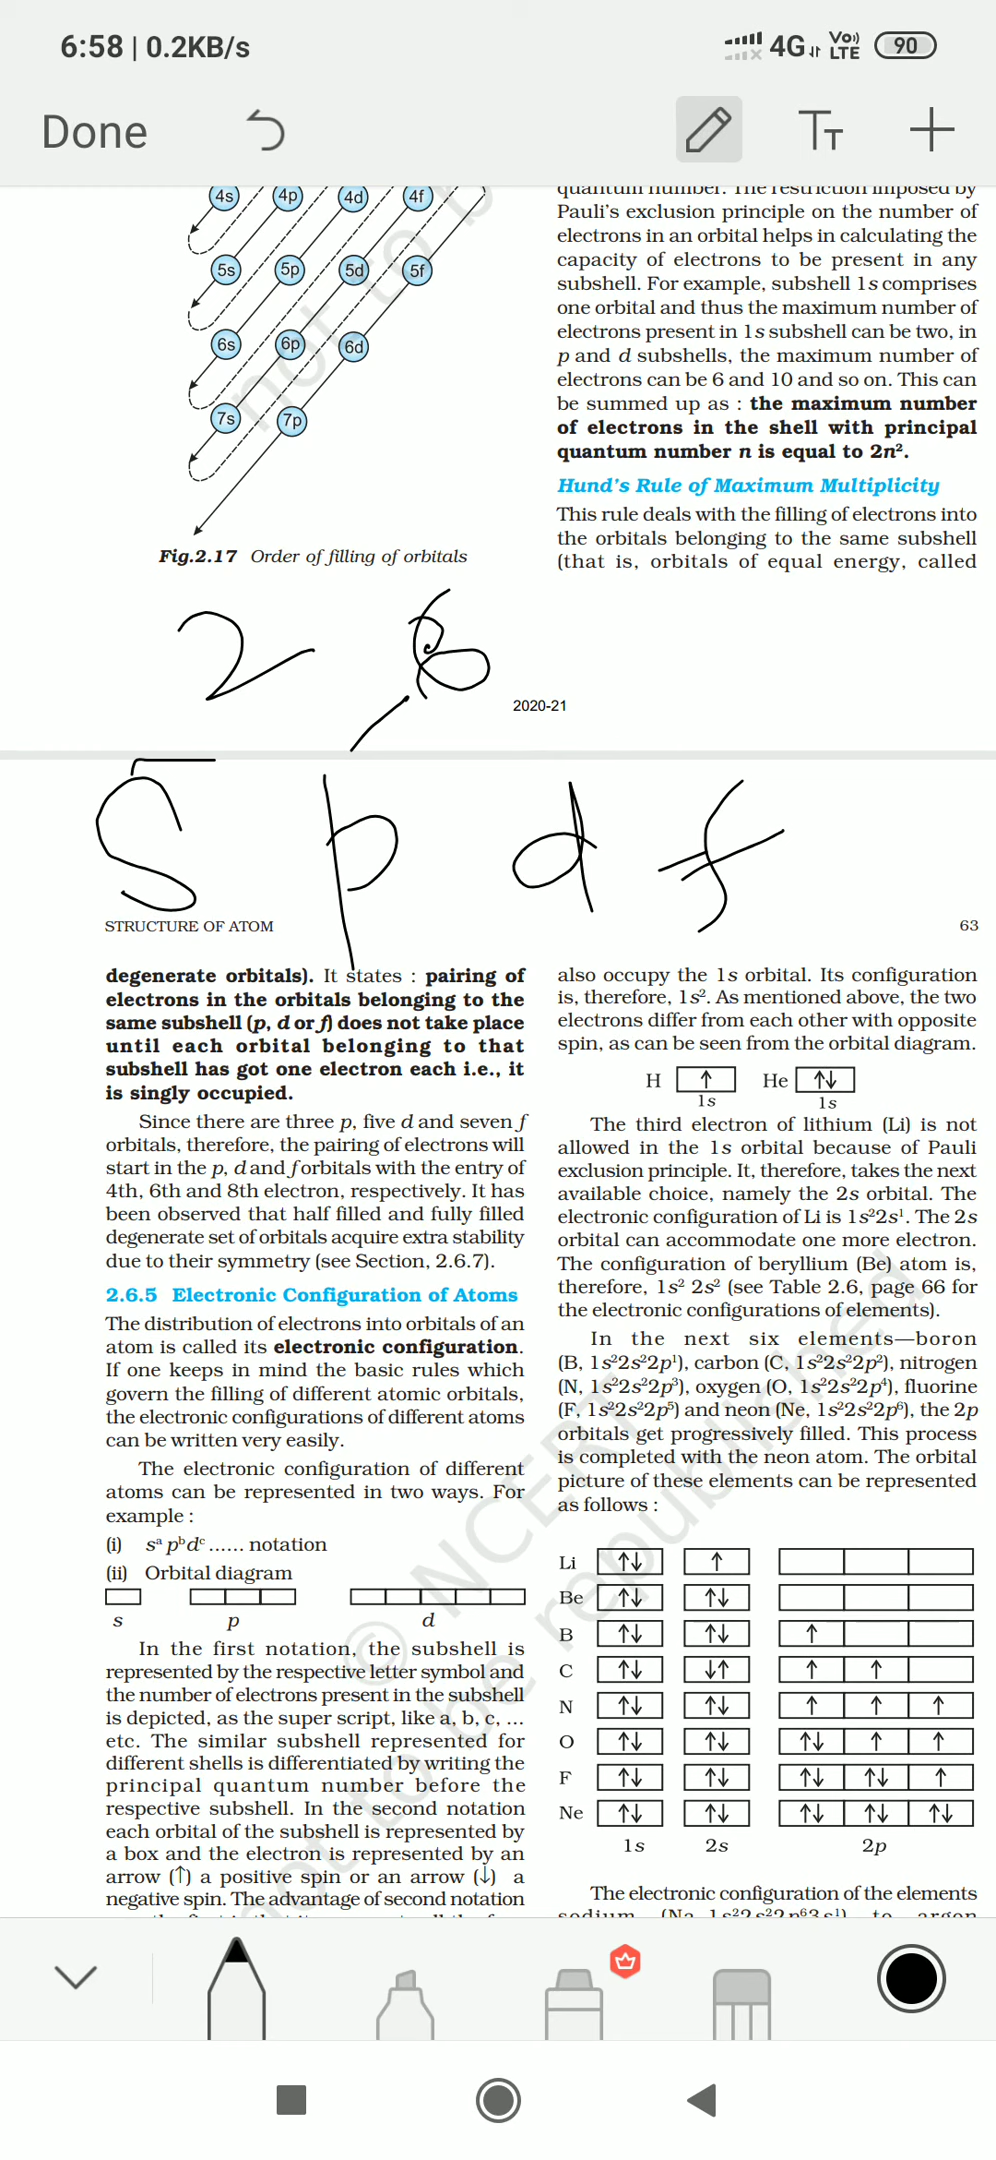 6:58 | 0.2KB/s
4G Vo) LTE 90
Done
TT
4s 4p 4d 4f
5s 5p 5d 5f
6s 6p 6d
7s 7p
Fig.2.17 Order of filling of orbitals
quantum number. The restriction imposed by
Pauli's exclusion principle on the number of
electrons in an orbital helps in calculating the
capacity of electrons to be present in any
subshell. For example, subshell 1s comprises
one orbital and thus the maximum number of
electrons present in 1s subshell can be two, in
p and d subshells, the maximum number of
electrons can be 6 and 10 and so on. This can
be summed up as : the maximum number
of electrons in the shell with principal
quantum number n is equal to 2n².
Hund's Rule of Maximum Multiplicity
This rule deals with the filling of electrons into
the orbitals belonging to the same subshell
(that is, orbitals of equal energy, called
2
2020-21
S p d f
STRUCTURE OF ATOM
63
degenerate orbitals). It states : pairing of
electrons in the orbitals belonging to the
same subshell (p, d or f) does not take place
until each orbital belonging to that
subshell has got one electron each i.e., it
is singly occupied.
Since there are three p, five d and seven f
orbitals, therefore, the pairing of electrons will
start in the p, d and f orbitals with the entry of
4th, 6th and 8th electron, respectively. It has
been observed that half filled and fully filled
degenerate set of orbitals acquire extra stability
due to their symmetry (see Section, 2.6.7).
2.6.5 Electronic Configuration of Atoms
The distribution of electrons into orbitals of an
atom is called its electronic configuration.
If one keeps in mind the basic rules which
govern the filling of different atomic orbitals,
the electronic configurations of different atoms
can be written very easily.
The electronic configuration of different
atoms can be represented in two ways. For
example :
(i) sᵃ pᵇdᶜ ...... notation
(ii) Orbital diagram
s p d
In the first notation, the subshell is
represented by the respective letter symbol and
the number of electrons present in the subshell
is depicted, as the super script, like a, b, c, ...
etc. The similar subshell represented for
different shells is differentiated by writing the
principal quantum number before the
respective subshell. In the second notation
each orbital of the subshell is represented by
a box and the electron is represented by an
arrow (↑) a positive spin or an arrow (↓) a
negative spin. The advantage of second notation
also occupy the 1s orbital. Its configuration
is, therefore, 1s². As mentioned above, the two
electrons differ from each other with opposite
spin, as can be seen from the orbital diagram.
H ↑ He ↑↓
1s 1s
The third electron of lithium (Li) is not
allowed in the 1s orbital because of Pauli
exclusion principle. It, therefore, takes the next
available choice, namely the 2s orbital. The
electronic configuration of Li is 1s²2s¹. The 2s
orbital can accommodate one more electron.
The configuration of beryllium (Be) atom is,
therefore, 1s² 2s² (see Table 2.6, page 66 for
the electronic configurations of elements).
In the next six elements—boron
(B, 1s²2s²2p¹), carbon (C, 1s²2s²2p²), nitrogen
(N, 1s²2s²2p³), oxygen (O, 1s²2s²2p⁴), fluorine
(F, 1s²2s²2p⁵) and neon (Ne, 1s²2s²2p⁶), the 2p
orbitals get progressively filled. This process
is completed with the neon atom. The orbital
picture of these elements can be represented
as follows :
Li ↑↓ ↑
Be ↑↓ ↑↓
B ↑↓ ↑↓ ↑
C ↑↓ ↓↑ ↑ ↑
N ↑↓ ↑↓ ↑ ↑ ↑
O ↑↓ ↑↓ ↑↓ ↑ ↑
F ↑↓ ↑↓ ↑↓ ↑↓ ↑
Ne ↑↓ ↑↓ ↑↓ ↑↓ ↑↓
1s 2s 2p
The electronic configuration of the elements
sodium (Na, 1s²2s²2p⁶3s¹) to argon
© NCERT
not to be republished